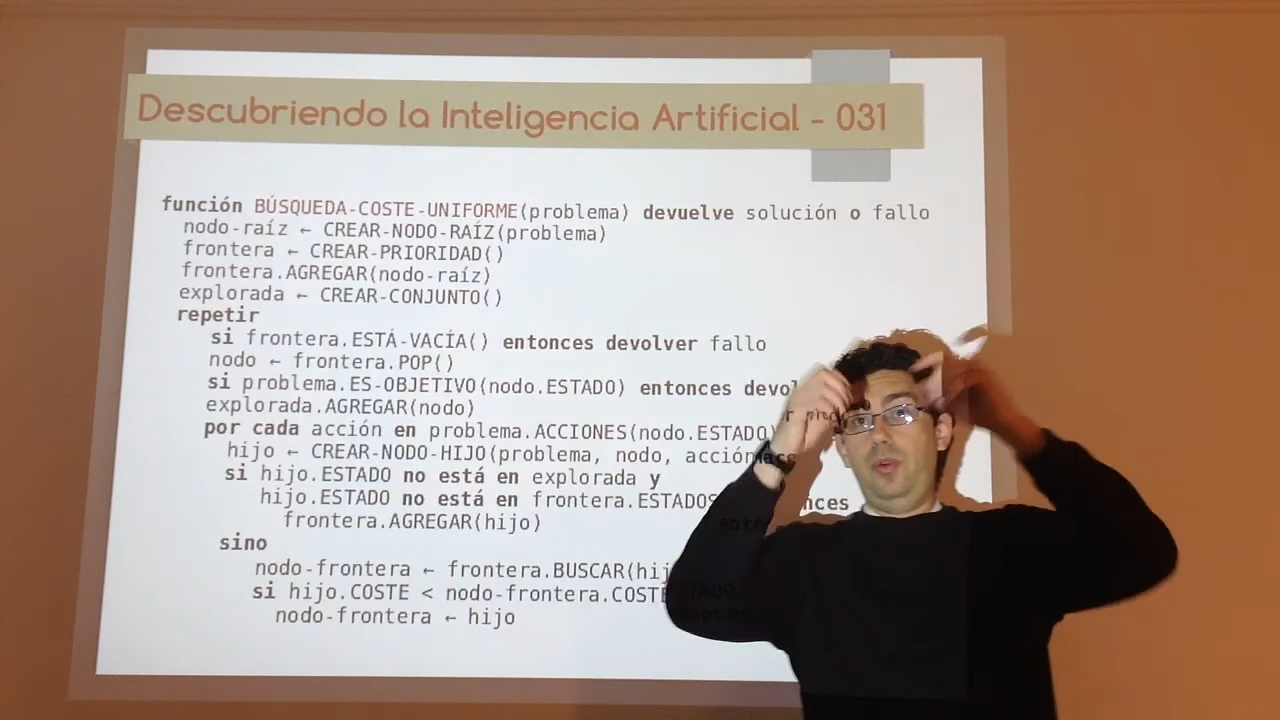 Descubriendo la Inteligencia Artificial - 031
función BÚSQUEDA-COSTE-UNIFORME(problema) devuelve solución o fallo
nodo-raíz ← CREAR-NODO-RAÍZ(problema)
frontera ← CREAR-PRIORIDAD()
frontera.AGREGAR(nodo-raíz)
explorada ← CREAR-CONJUNTO()
repetir
si frontera.ESTÁ-VACÍA() entonces devolver fallo
nodo ← frontera.POP()
si problema.ES-OBJETIVO(nodo.ESTADO) entonces
explorada.AGREGAR(nodo)
por cada acción en problema.ACCIONES(nodo.ESTADO)
hijo ← CREAR-NODO-HIJO(problema, nodo, acción
si hijo.ESTADO no está en explorada y
hijo.ESTADO no está en frontera.ESTADOS
frontera.AGREGAR(hijo)
sino
nodo-frontera ← frontera.BUSCAR(hij
si hijo.COSTE < nodo-frontera.COSTE
nodo-frontera ← hijo